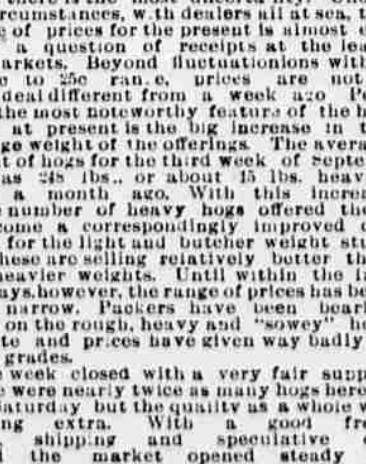 rcumstances, w.th dealers all at sea, t
e of prices for the present is almost e
a question of receipts at the lea
arkets. Beyond fluctuationions with
e to 25c ran.e, prices are not
deal different from a week ago Pe
the most noteworthy feature of the h
at present is the big increase in t
ge weight of the offerings. The avera
t of hogs for the third week of Septe
as 248 lbs., or about 15 lbs. heav
a month ago. With this increa
e number of heavy hogs offered the
come a correspondingly improved d
for the light and butcher weight stu
hese are selling relatively better th
heavier weights. Until within the la
ays, however, the range of prices has be
narrow. Packers have been bear
on the rough, heavy and "sowey" he
te and prices have given way badly
grades.
e week closed with a very fair supp
e were nearly twice as many hogs here
aturday but the quality as a whole w
ng extra. With a good fre
shipping and speculative d
the market opened steady